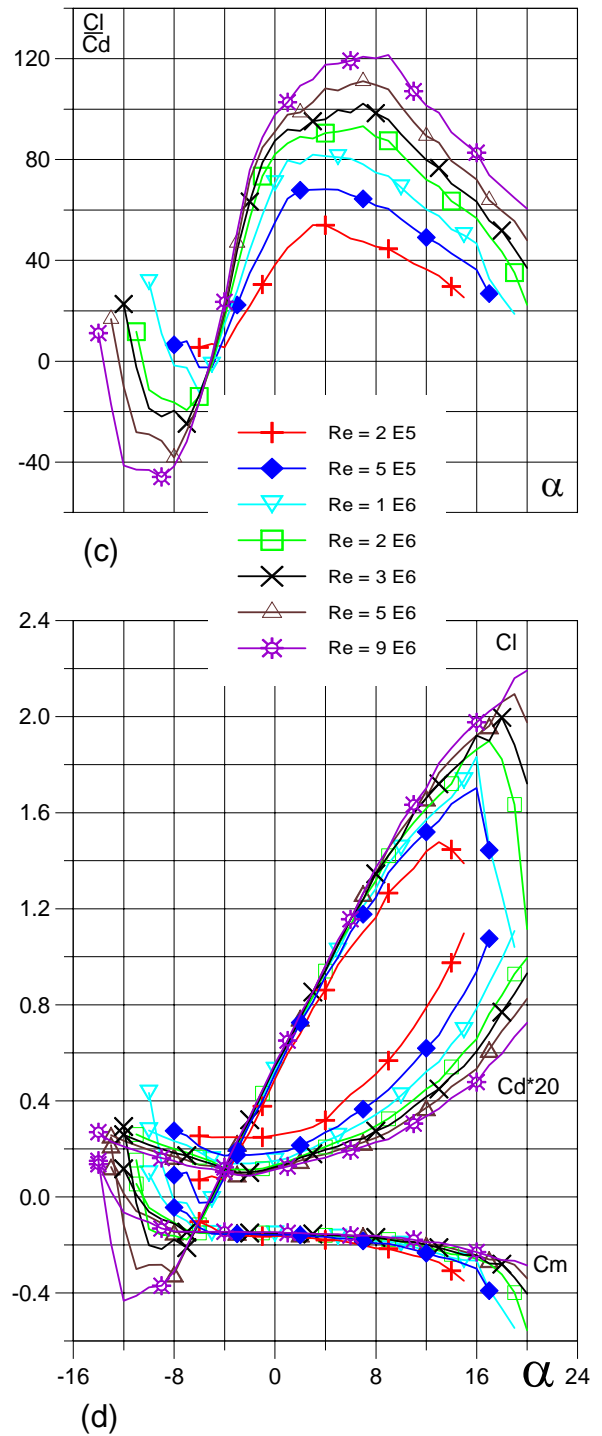 Cl
Cd
120
80
40
0
-40
α
(c)
Re = 2 E5
Re = 5 E5
Re = 1 E6
Re = 2 E6
Re = 3 E6
Re = 5 E6
Re = 9 E6
2.4
Cl
2.0
1.6
1.2
0.8
0.4
Cd*20
0.0
Cm
-0.4
-16 -8 0 8 16 α 24
(d)